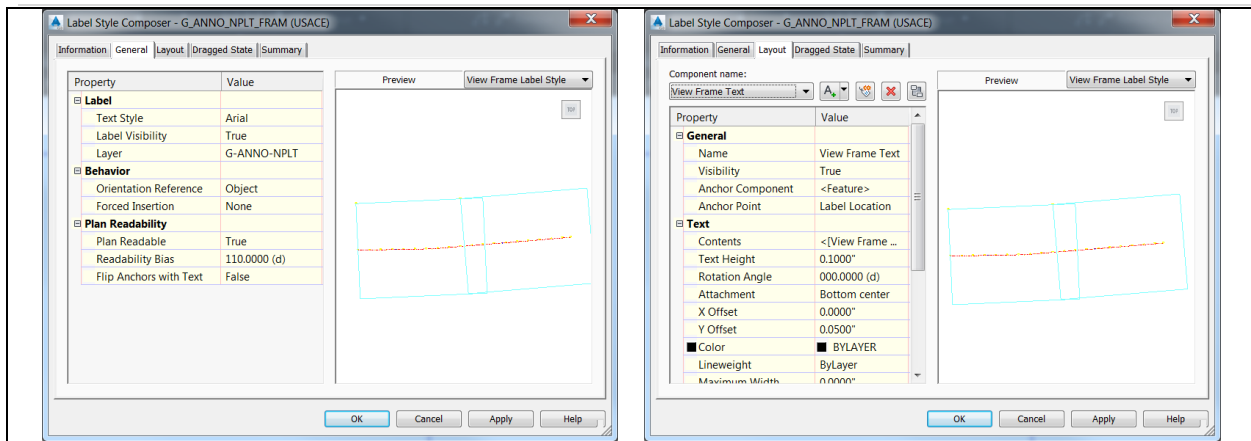 Label Style Composer - G_ANNO_NPLT_FRAM (USACE)
Information General Layout Dragged State Summary
Property Value
Label
Text Style Arial
Label Visibility True
Layer G-ANNO-NPLT
Behavior
Orientation Reference Object
Forced Insertion None
Plan Readability
Plan Readable True
Readability Bias 110.0000 (d)
Flip Anchors with Text False
Preview View Frame Label Style
TOP
OK Cancel Apply Help
Label Style Composer - G_ANNO_NPLT_FRAM (USACE)
Information General Layout Dragged State Summary
Component name:
View Frame Text
Property Value
General
Name View Frame Text
Visibility True
Anchor Component <Feature>
Anchor Point Label Location
Text
Contents <[View Frame ...
Text Height 0.1000"
Rotation Angle 000.0000 (d)
Attachment Bottom center
X Offset 0.0000"
Y Offset 0.0500"
Color BYLAYER
Lineweight ByLayer
Maximum Width 0.0000"
Preview View Frame Label Style
TOP
OK Cancel Apply Help